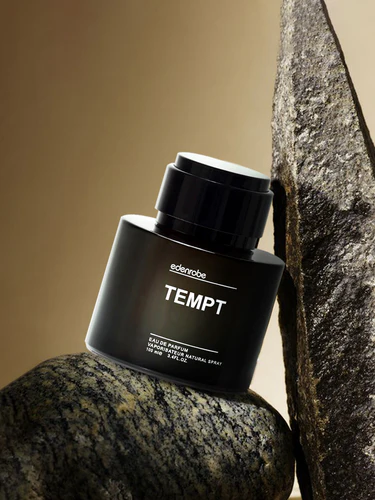 edenrobe
TEMPT
EAU DE PARFUM
VAPORISATEUR NATURAL SPRAY
100 ml℮ 3.4FL.OZ.